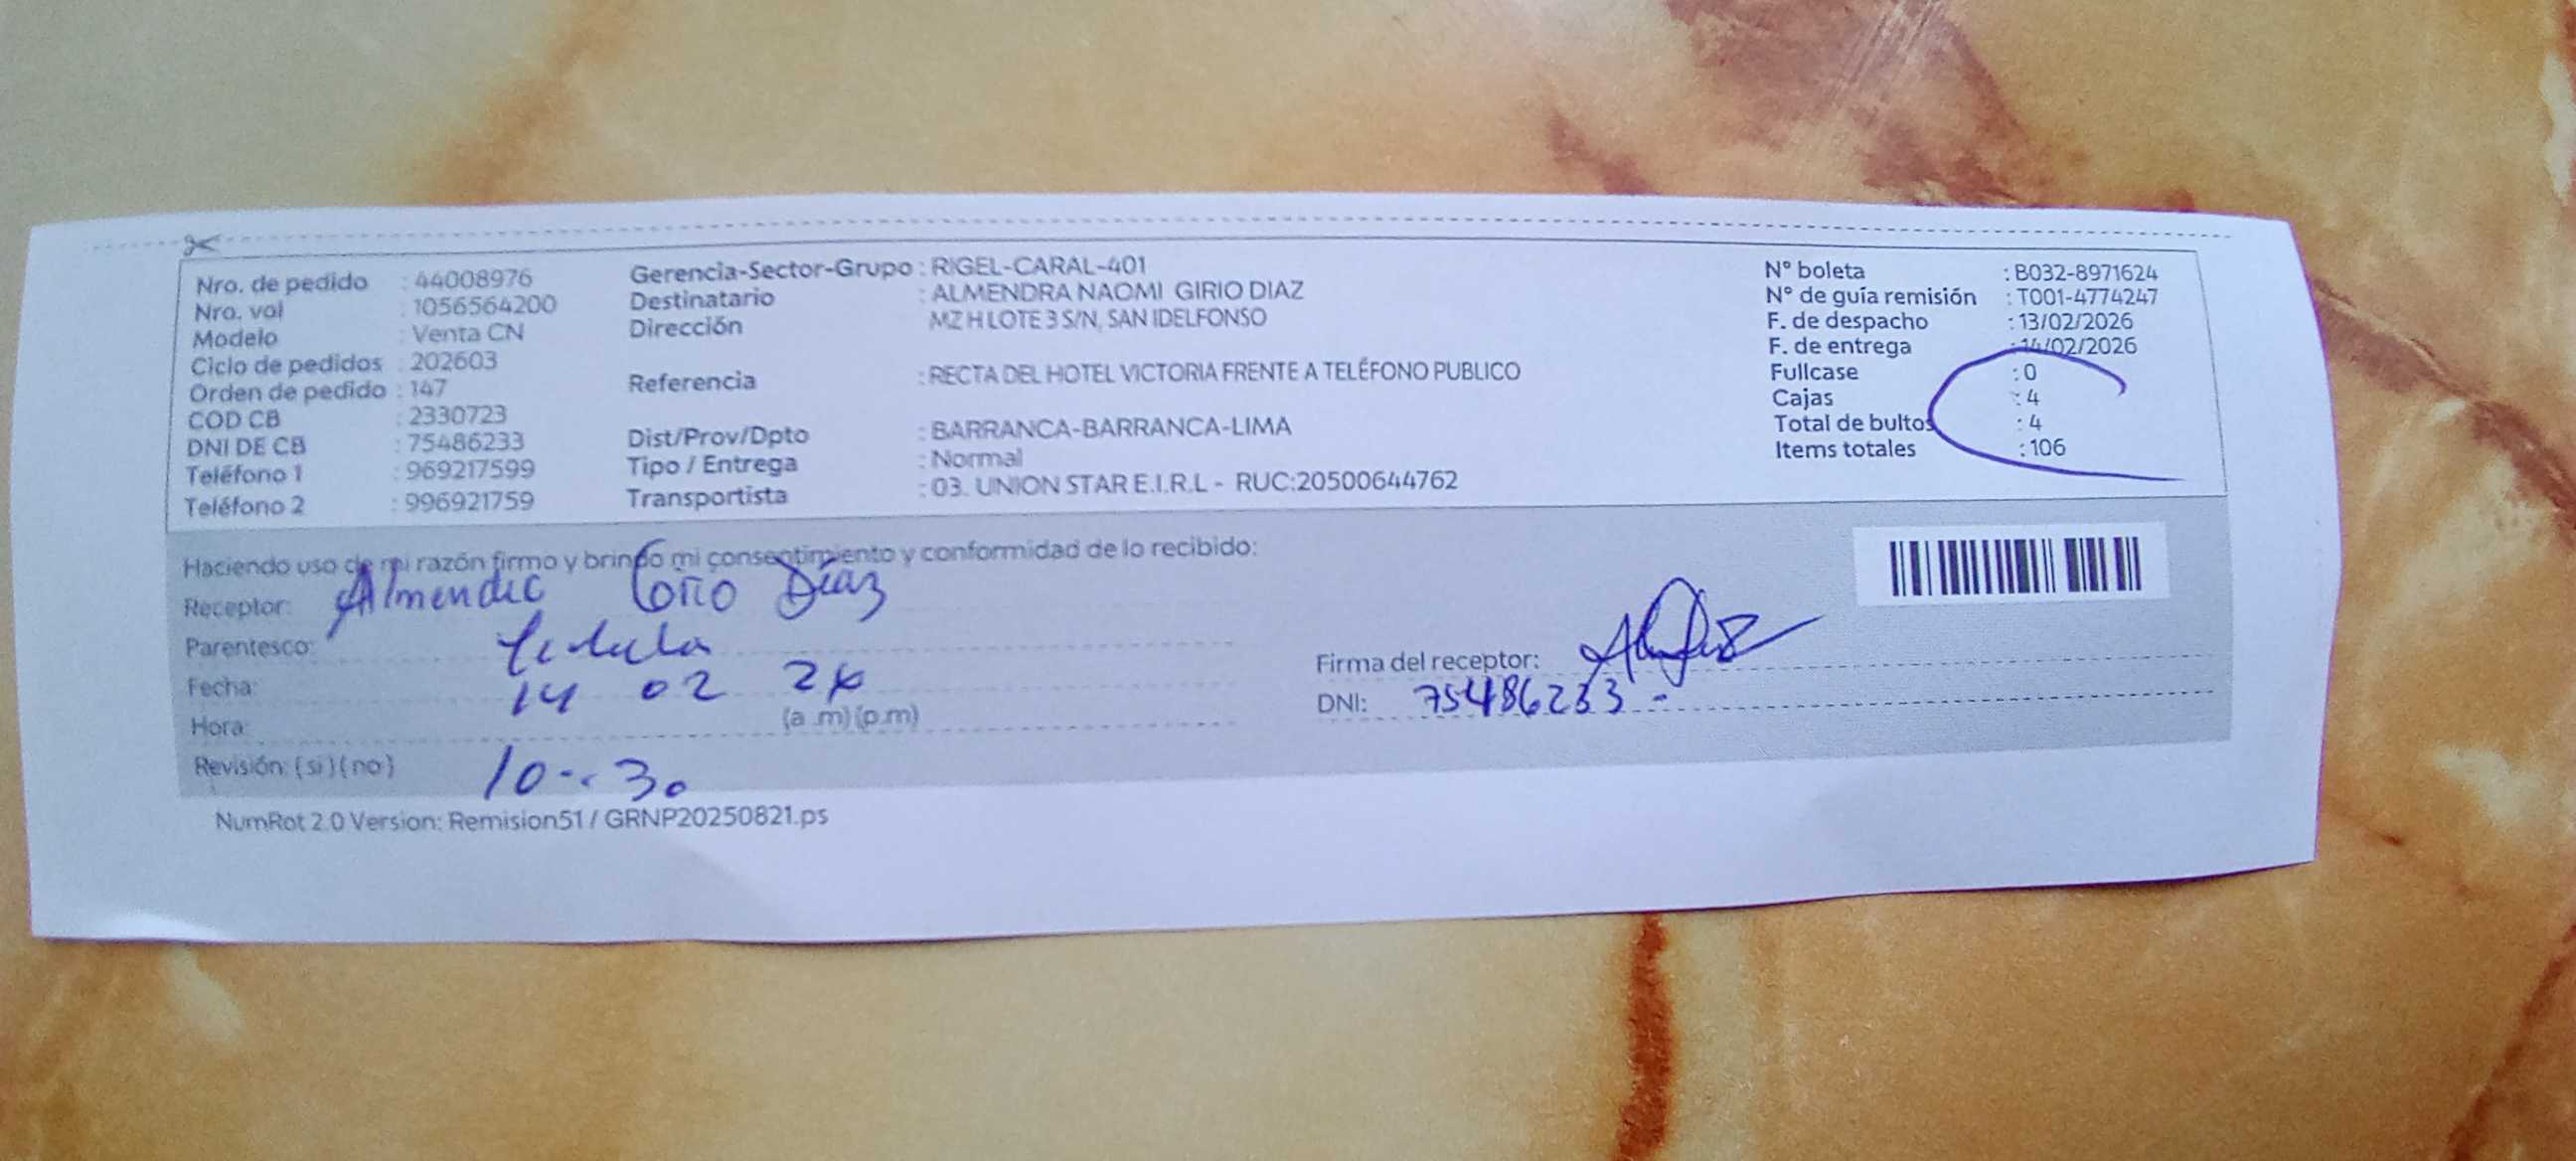 Nro. de pedido : 44008976
Nro. val : 1056564200
Modelo : Venta CN
Ciclo de pedidos : 202603
Orden de pedido : 147
COD CB : 2330723
DNI DE CB : 75486233
Teléfono 1 : 969217599
Teléfono 2 : 996921759
Gerencia-Sector-Grupo : RIGEL-CARAL-401
Destinatario : ALMENDRA NAOMI GIRIO DIAZ
Dirección MZ H LOTE 3 S/N, SAN IDELFONSO
Referencia : RECTA DEL HOTEL VICTORIA FRENTE A TELÉFONO PUBLICO
Dist/Prov/Dpto : BARRANCA-BARRANCA-LIMA
Tipo / Entrega : Normal
Transportista : 03. UNION STAR E.I.R.L - RUC:20500644762
N° boleta : B032-8971624
N° de guía remisión : T001-4774247
F. de despacho : 13/02/2026
F. de entrega : 14/02/2026
Fullcase : 0
Cajas : 4
Total de bultos : 4
Items totales : 106
Haciendo uso de mi razón firmo y brindo mi consentimiento y conformidad de lo recibido:
Receptor: Díaz
Parentesco:
Fecha: 14 02 26
Hora: (a.m) (p.m)
Revisión: (si) (no) 10 30
Firma del receptor:
DNI: 75486233 -
NumRot 2.0 Version: Remision51 / GRNP20250821.ps